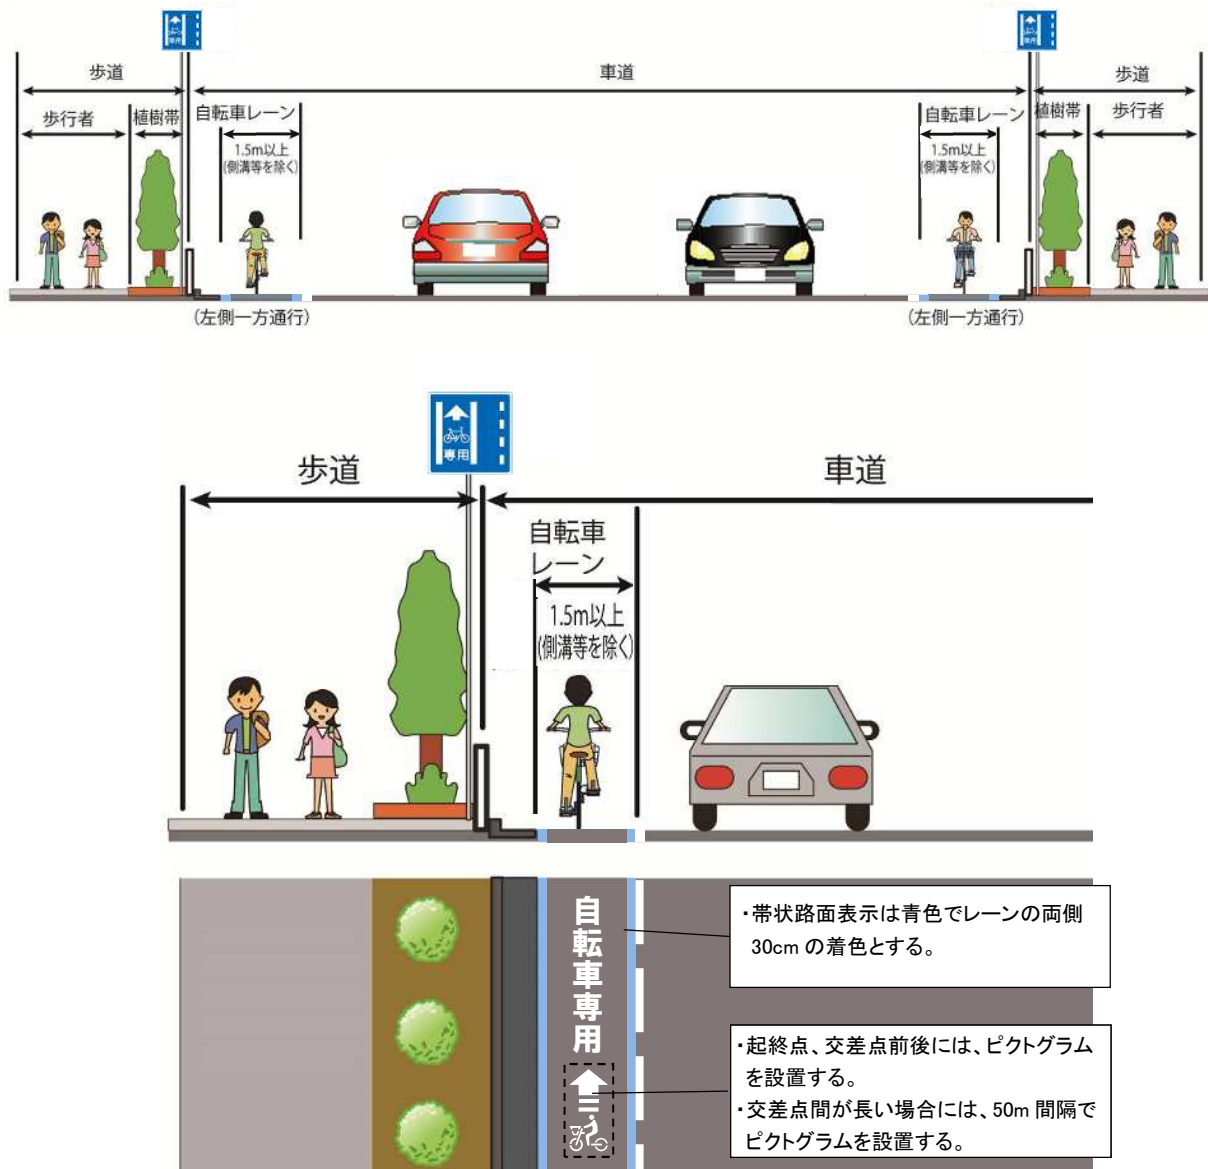 専用
専用
歩道
車道
歩道
歩行者
植樹帯
自転車レーン
自転車レーン
植樹帯
歩行者
1.5m以上
(側溝等を除く)
1.5m以上
(側溝等を除く)
(左側一方通行)
(左側一方通行)
専用
歩道
車道
自転車
レーン
1.5m以上
(側溝等を除く)
自転車専用
・帯状路面表示は青色でレーンの両側
30cm の着色とする。
・起終点、交差点前後には、ピクトグラム
を設置する。
・交差点間が長い場合には、50m 間隔で
ピクトグラムを設置する。